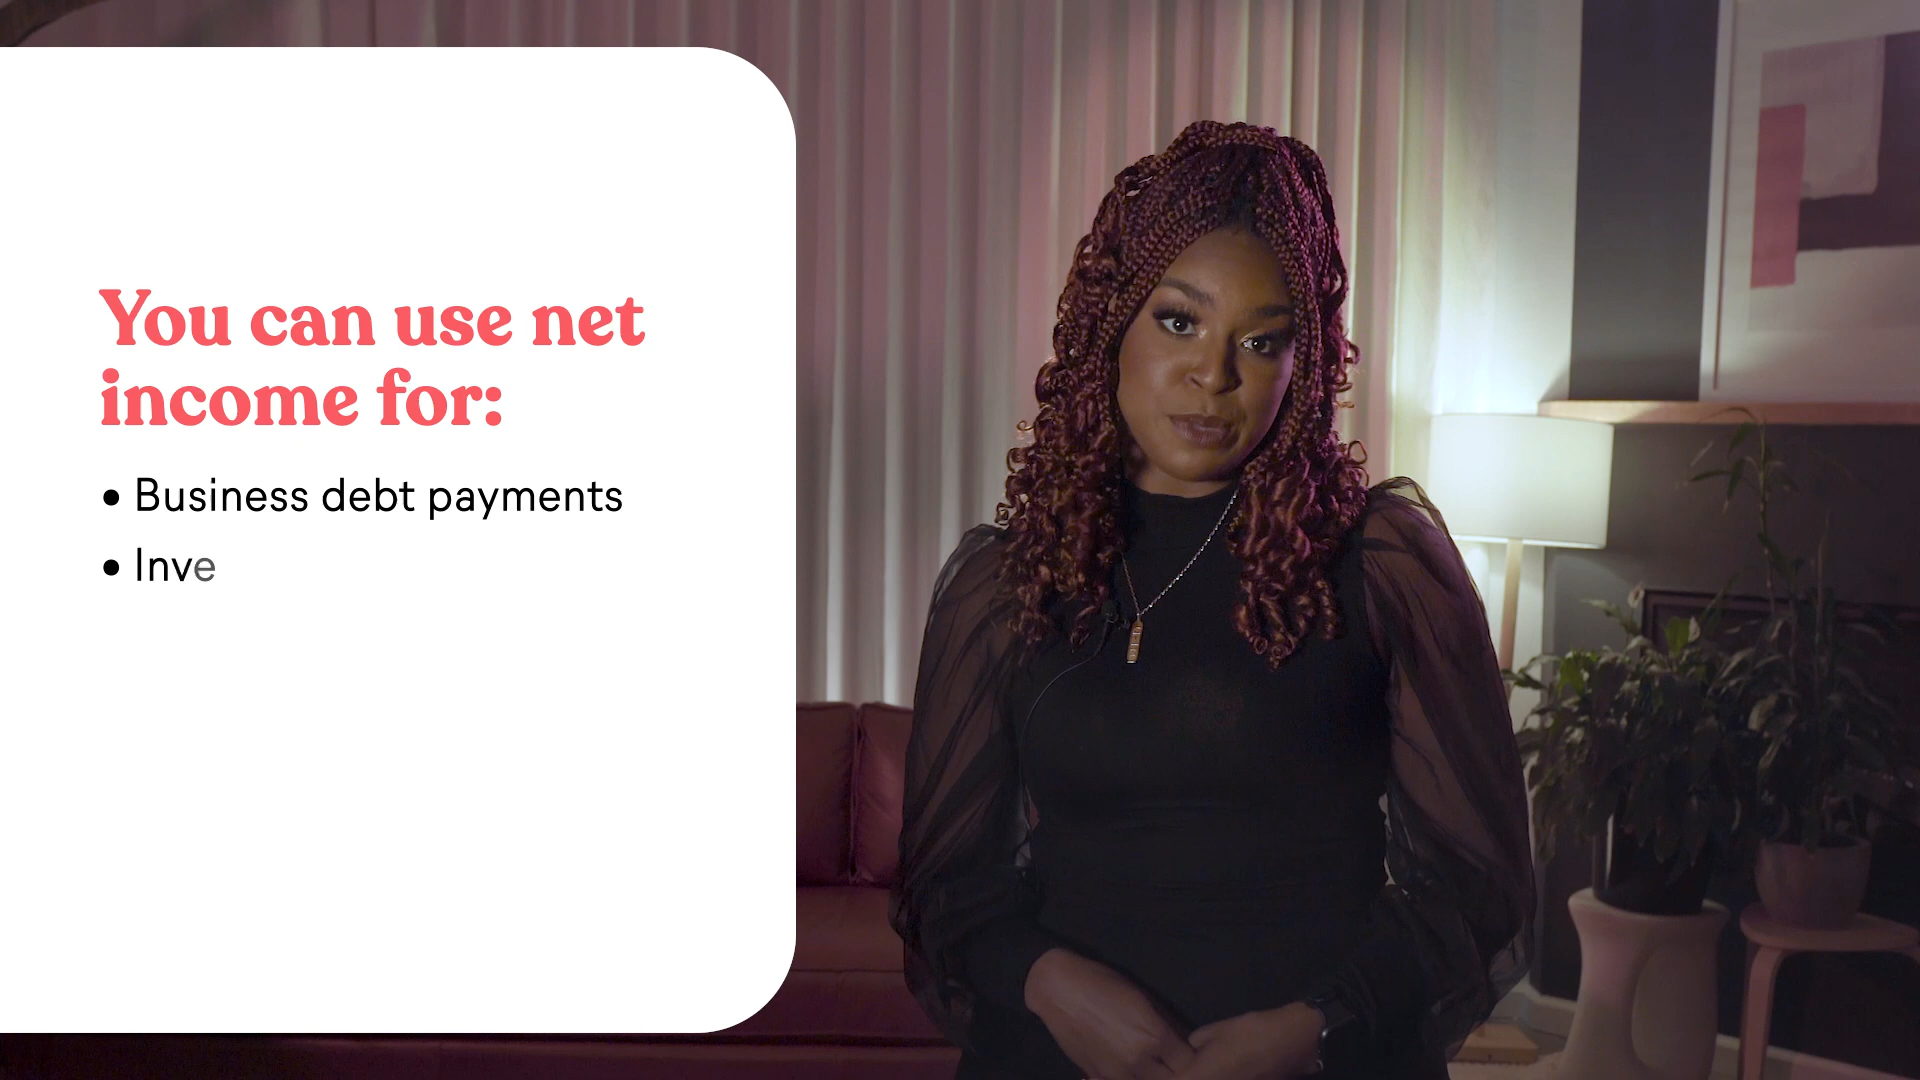 You can use net
income for:
• Business debt payments
• Inve